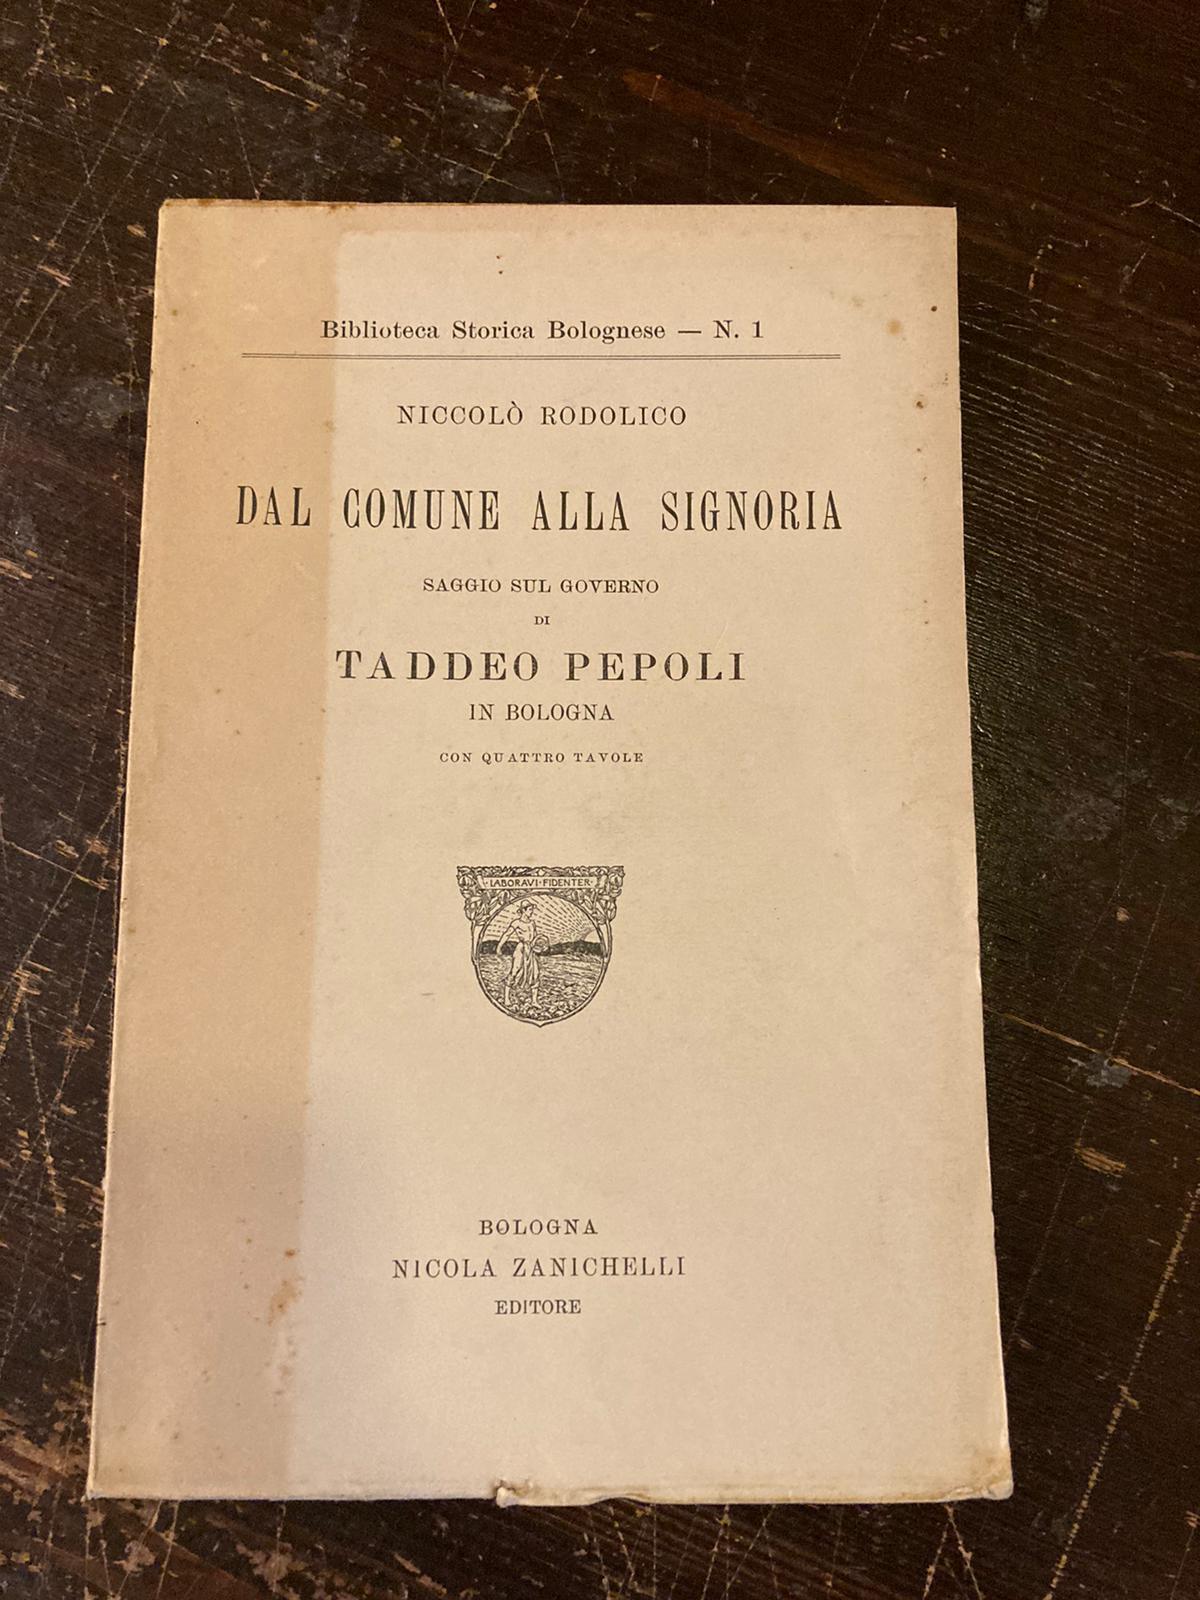 Biblioteca Storica Bolognese — N. 1
NICCOLÒ RODOLICO
DAL COMUNE ALLA SIGNORIA
SAGGIO SUL GOVERNO
DI
TADDEO PEPOLI
IN BOLOGNA
CON QUATTRO TAVOLE
·LABORAVI·FIDENTER·
BOLOGNA
NICOLA ZANICHELLI
EDITORE